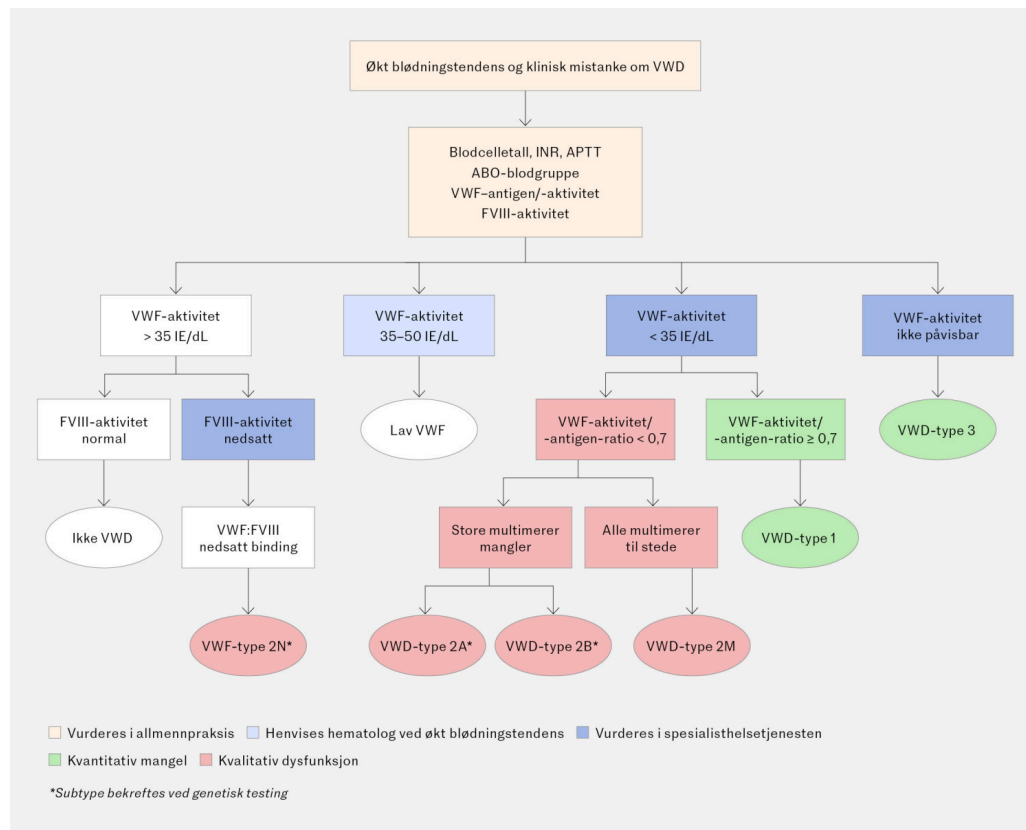 Økt blødningstendens og klinisk mistanke om VWD
Blodcelletall, INR, APTT
ABO-blodgruppe
VWF–antigen/-aktivitet
FVIII-aktivitet
VWF-aktivitet
> 35 IE/dL
VWF-aktivitet
35–50 IE/dL
VWF-aktivitet
< 35 IE/dL
VWF-aktivitet
ikke påvisbar
FVIII-aktivitet
normal
FVIII-aktivitet
nedsatt
Lav VWF
VWF-aktivitet/
-antigen-ratio < 0,7
VWF-aktivitet/
-antigen-ratio ≥ 0,7
VWD-type 3
Ikke VWD
VWF:FVIII
nedsatt binding
Store multimerer
mangler
Alle multimerer
til stede
VWD-type 1
VWF-type 2N*
VWD-type 2A*
VWD-type 2B*
VWD-type 2M
Vurderes i allmennpraksis
Henvises hematolog ved økt blødningstendens
Vurderes i spesialisthelsetjenesten
Kvantitativ mangel
Kvalitativ dysfunksjon
*Subtype bekreftes ved genetisk testing